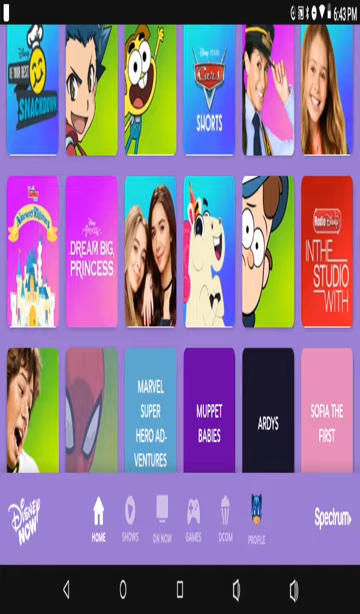 6:43 PM
Disney
BE YOUR BEST
SNACKDOWN
Disney PIXAR
Cars
SHORTS
Disney
Princess
DREAM BIG,
PRINCESS
Radio Disney
IN THE
STUDIO
WITH
MARVEL
SUPER
HERO AD-
VENTURES
MUPPET
BABIES
ARDYS
SOFIA THE
FIRST
DISNEY
NOW
HOME
SHOWS
ON NOW
GAMES
DCOM
PROFILE
Spectrum